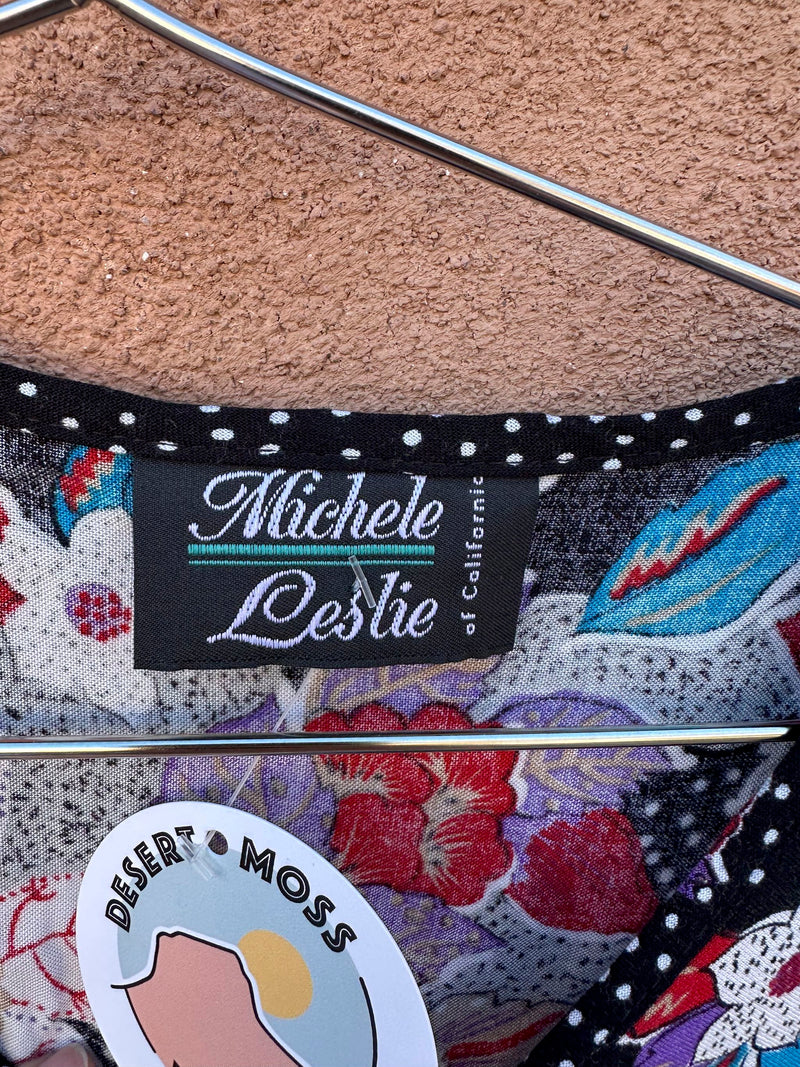 Michele
Leslie
of California
DESERT MOSS